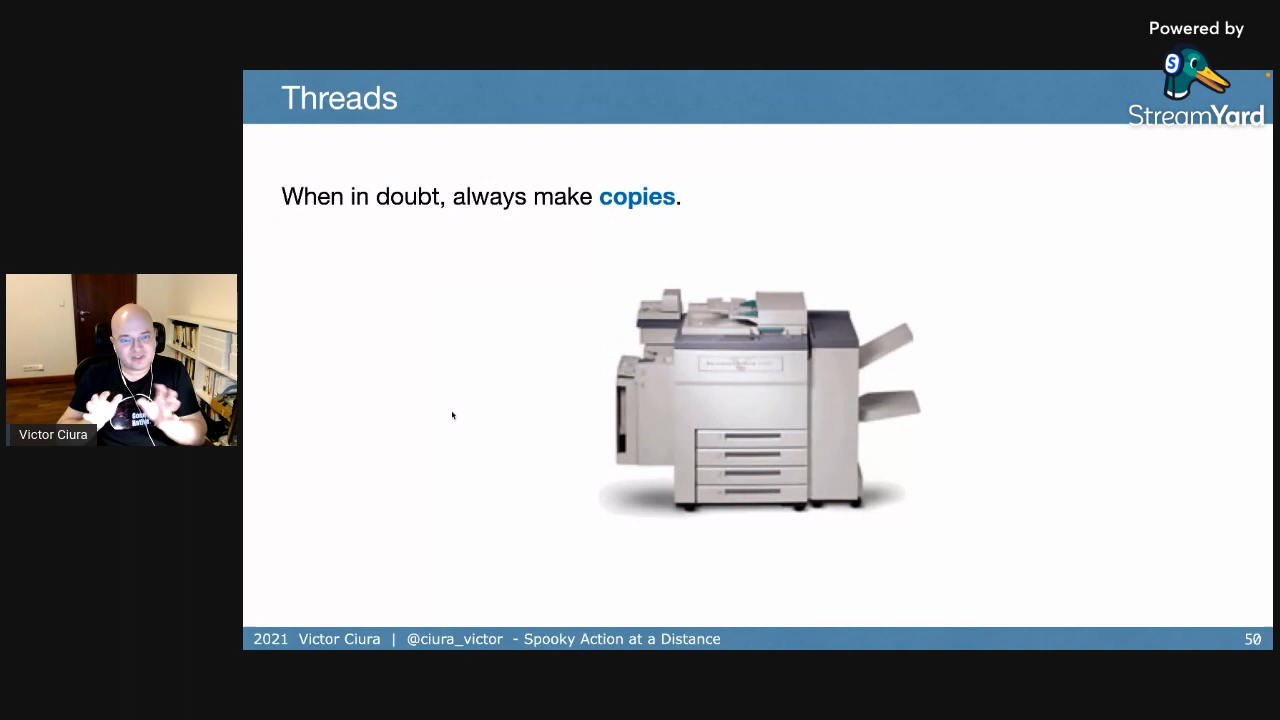 Powered by
S
StreamYard
Threads
When in doubt, always make copies.
Victor Ciura
2021 Victor Ciura | @ciura_victor - Spooky Action at a Distance
50